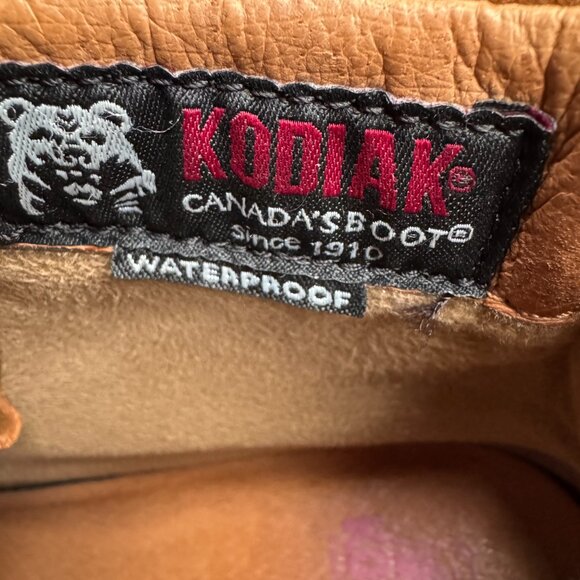 KODIAK®
CANADA'S BOOT®
Since 1910
WATERPROOF